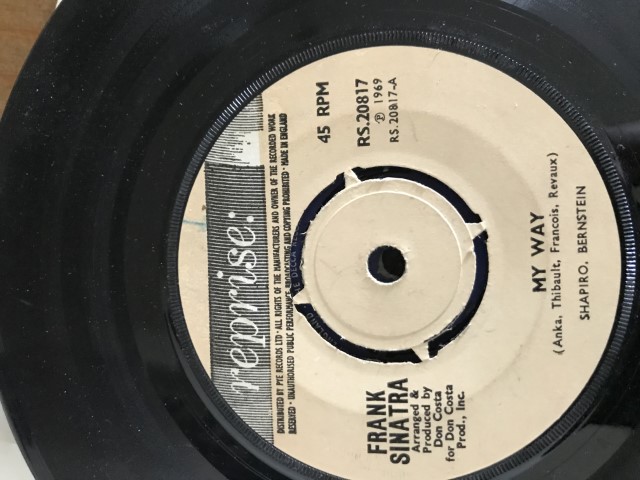 reprise:
DISTRIBUTED BY PYE RECORDS LTD · ALL RIGHTS OF THE MANUFACTURERS AND OWNER OF THE RECORDED WORK
RESERVED · UNAUTHORISED PUBLIC PERFORMANCE BROADCASTING AND COPYING PROHIBITED · MADE IN ENGLAND
45 RPM
RS.20817
℗ 1969
RS.20817-A
FRANK
SINATRA
Arranged &
Produced by
Don Costa
for Don Costa
Prod., Inc.
MY WAY
(Anka, Thibault, Francois, Revaux)
SHAPIRO, BERNSTEIN